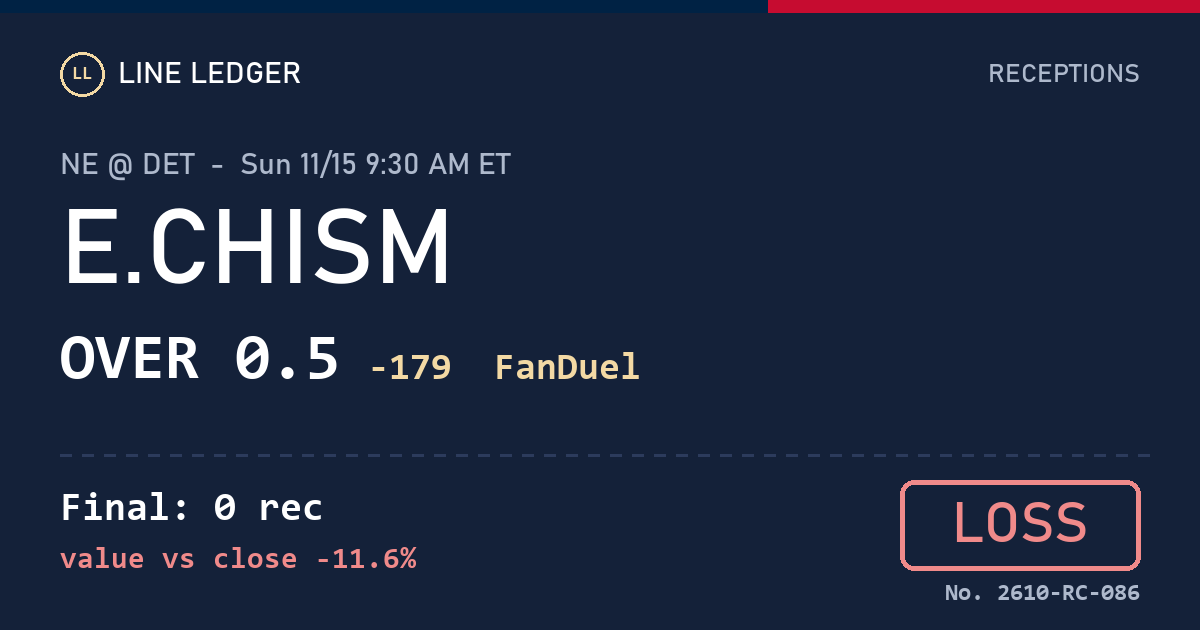 LL LINE LEDGER
RECEPTIONS
NE @ DET - Sun 11/15 9:30 AM ET
E.CHISM
OVER 0.5 -179 FanDuel
Final: 0 rec
value vs close -11.6%
LOSS
No. 2610-RC-086